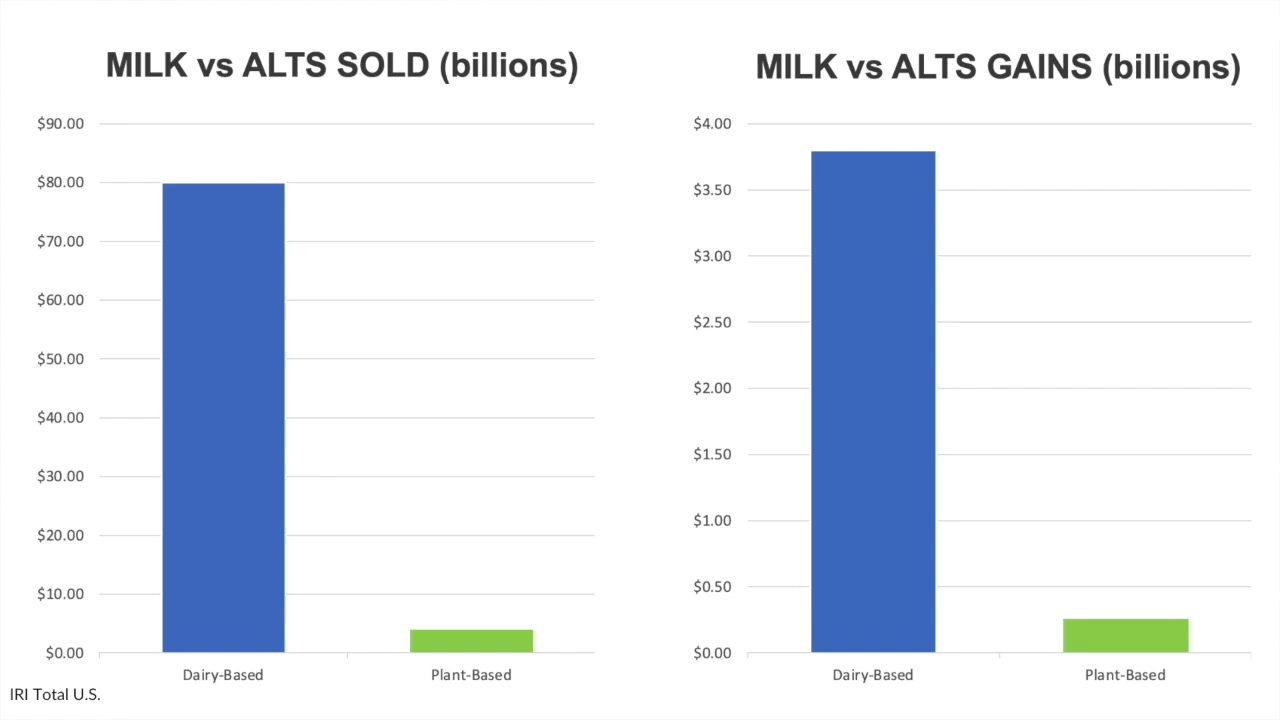 MILK vs ALTS SOLD (billions)
$90.00
$80.00
$70.00
$60.00
$50.00
$40.00
$30.00
$20.00
$10.00
$0.00
Dairy-Based
Plant-Based
MILK vs ALTS GAINS (billions)
$4.00
$3.50
$3.00
$2.50
$2.00
$1.50
$1.00
$0.50
$0.00
Dairy-Based
Plant-Based
IRI Total U.S.